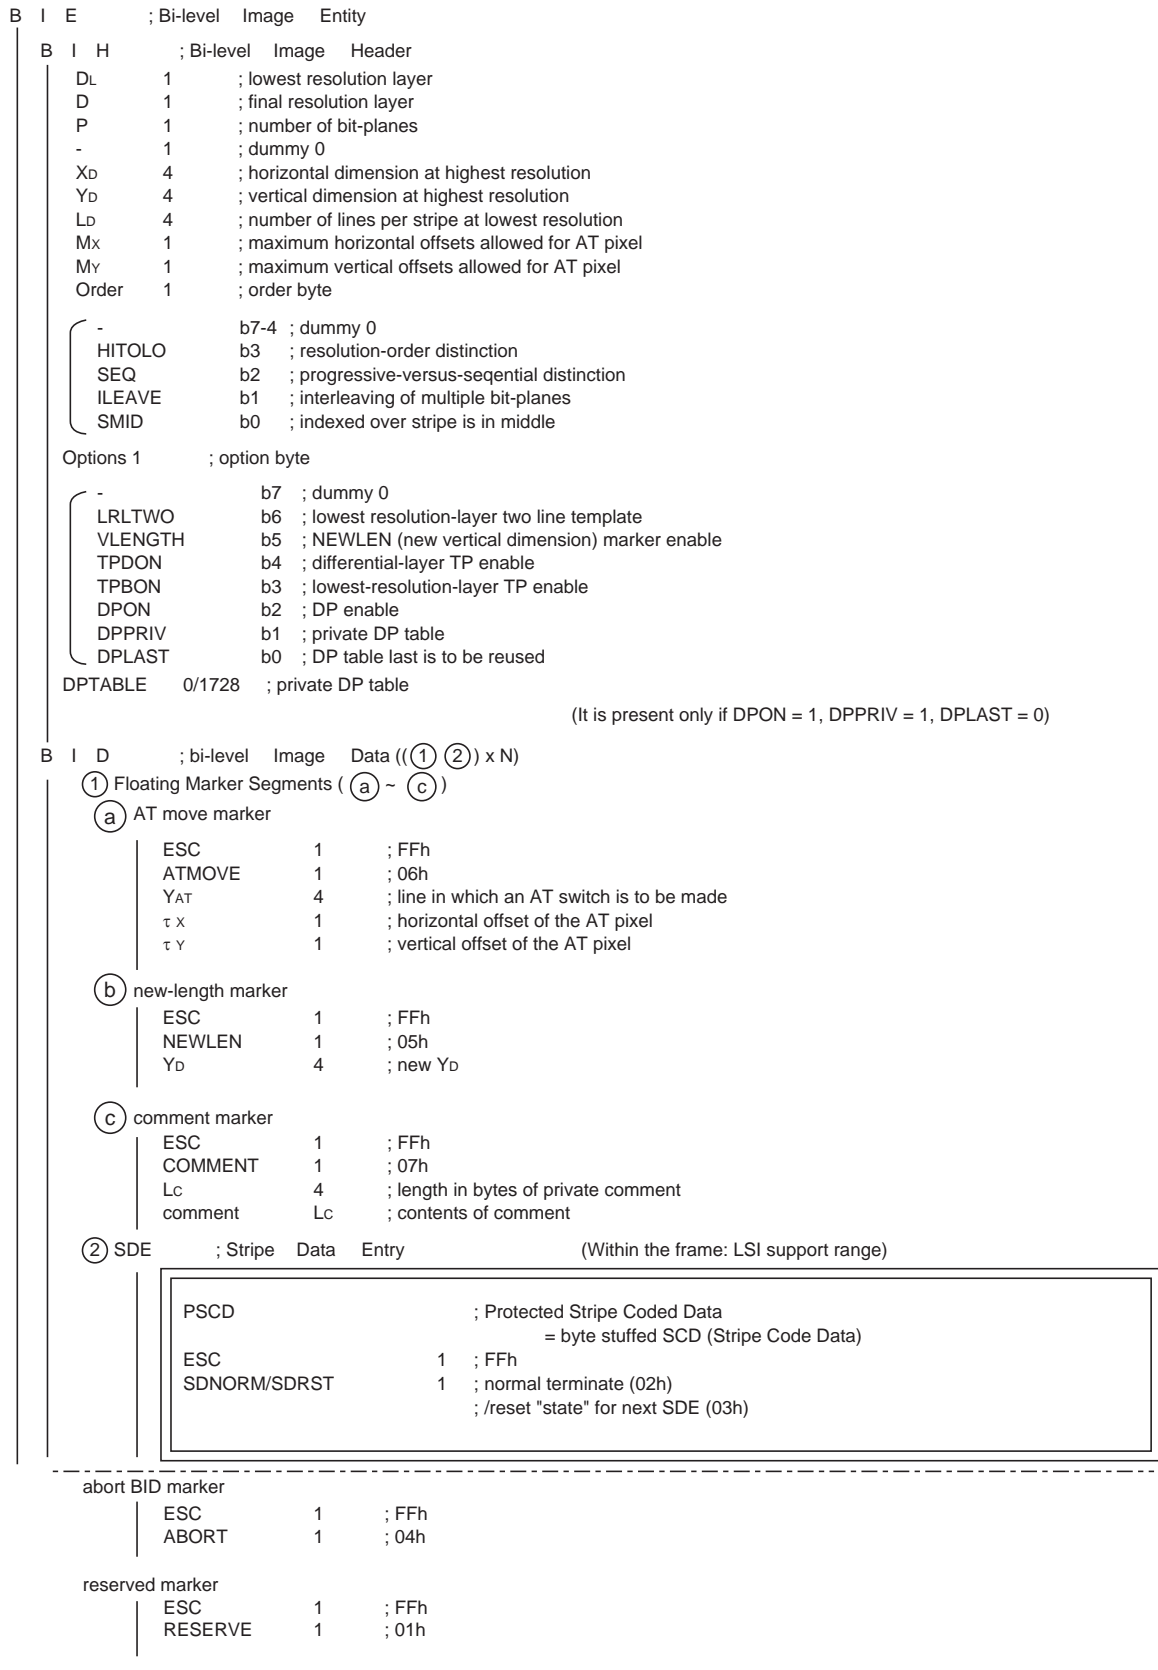 B I E ; Bi-level Image Entity
B I H ; Bi-level Image Header
DL 1 ; lowest resolution layer
D 1 ; final resolution layer
P 1 ; number of bit-planes
- 1 ; dummy 0
XD 4 ; horizontal dimension at highest resolution
YD 4 ; vertical dimension at highest resolution
LD 4 ; number of lines per stripe at lowest resolution
MX 1 ; maximum horizontal offsets allowed for AT pixel
MY 1 ; maximum vertical offsets allowed for AT pixel
Order 1 ; order byte
- b7-4 ; dummy 0
HITOLO b3 ; resolution-order distinction
SEQ b2 ; progressive-versus-seqential distinction
ILEAVE b1 ; interleaving of multiple bit-planes
SMID b0 ; indexed over stripe is in middle
Options 1 ; option byte
- b7 ; dummy 0
LRLTWO b6 ; lowest resolution-layer two line template
VLENGTH b5 ; NEWLEN (new vertical dimension) marker enable
TPDON b4 ; differential-layer TP enable
TPBON b3 ; lowest-resolution-layer TP enable
DPON b2 ; DP enable
DPPRIV b1 ; private DP table
DPLAST b0 ; DP table last is to be reused
DPTABLE 0/1728 ; private DP table
(It is present only if DPON = 1, DPPRIV = 1, DPLAST = 0)
B I D ; bi-level Image Data ((① ②) x N)
① Floating Marker Segments ( ⓐ ~ ⓒ )
ⓐ AT move marker
ESC 1 ; FFh
ATMOVE 1 ; 06h
YAT 4 ; line in which an AT switch is to be made
τ X 1 ; horizontal offset of the AT pixel
τ Y 1 ; vertical offset of the AT pixel
ⓑ new-length marker
ESC 1 ; FFh
NEWLEN 1 ; 05h
YD 4 ; new YD
ⓒ comment marker
ESC 1 ; FFh
COMMENT 1 ; 07h
LC 4 ; length in bytes of private comment
comment LC ; contents of comment
② SDE ; Stripe Data Entry (Within the frame: LSI support range)
PSCD ; Protected Stripe Coded Data
= byte stuffed SCD (Stripe Code Data)
ESC 1 ; FFh
SDNORM/SDRST 1 ; normal terminate (02h)
; /reset "state" for next SDE (03h)
abort BID marker
ESC 1 ; FFh
ABORT 1 ; 04h
reserved marker
ESC 1 ; FFh
RESERVE 1 ; 01h